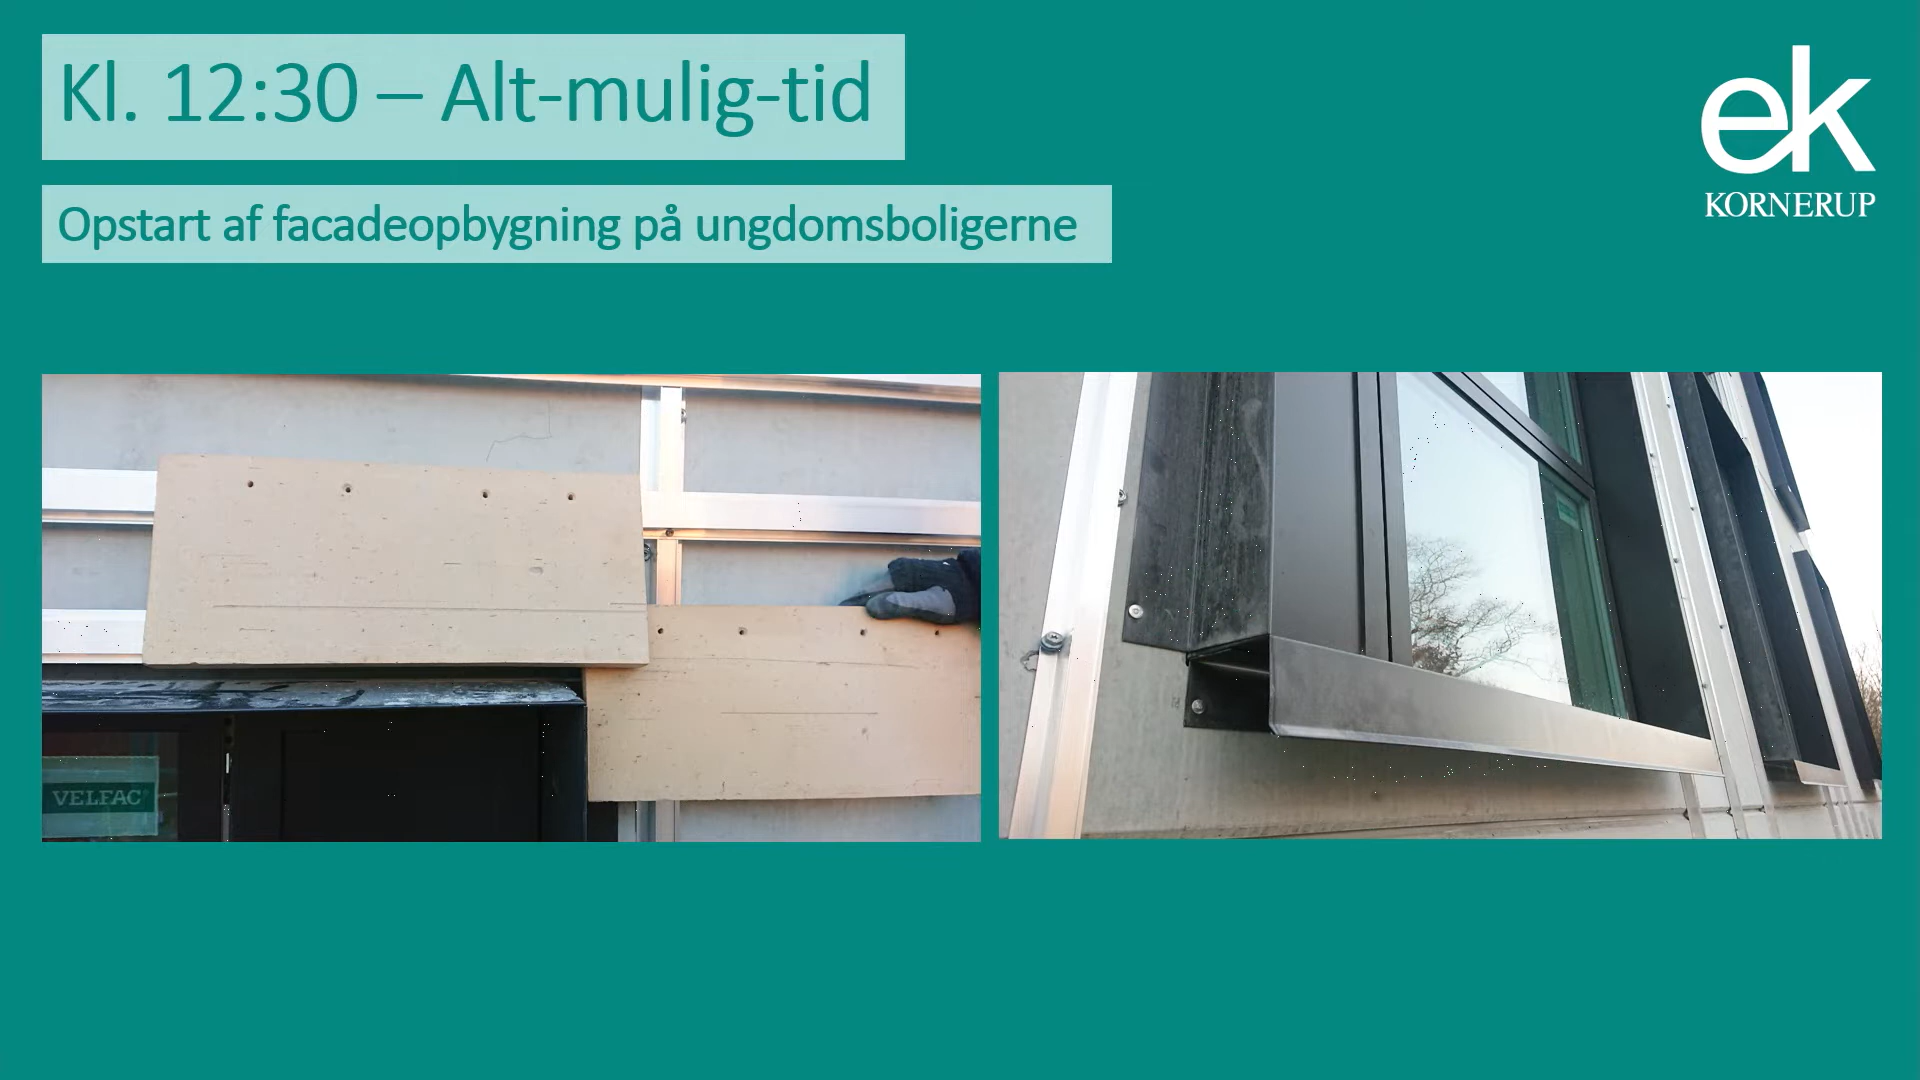 Kl. 12:30 – Alt-mulig-tid
ek
KORNERUP
Opstart af facadeopbygning på ungdomsboligerne
VELFAC